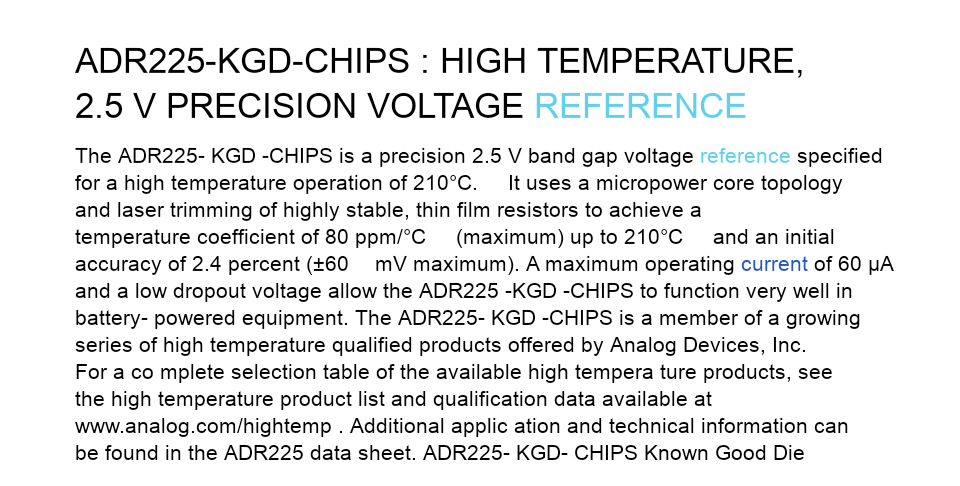 ADR225-KGD-CHIPS : HIGH TEMPERATURE,
2.5 V PRECISION VOLTAGE REFERENCE
The ADR225- KGD -CHIPS is a precision 2.5 V band gap voltage reference specified
for a high temperature operation of 210°C. It uses a micropower core topology
and laser trimming of highly stable, thin film resistors to achieve a
temperature coefficient of 80 ppm/°C (maximum) up to 210°C and an initial
accuracy of 2.4 percent (±60 mV maximum). A maximum operating current of 60 μA
and a low dropout voltage allow the ADR225 -KGD -CHIPS to function very well in
battery- powered equipment. The ADR225- KGD -CHIPS is a member of a growing
series of high temperature qualified products offered by Analog Devices, Inc.
For a co mplete selection table of the available high tempera ture products, see
the high temperature product list and qualification data available at
www.analog.com/hightemp . Additional applic ation and technical information can
be found in the ADR225 data sheet. ADR225- KGD- CHIPS Known Good Die